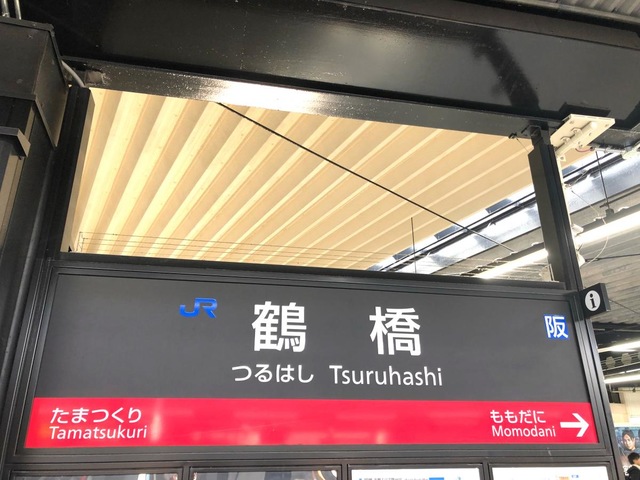 JR 鶴橋
阪
つるはし Tsuruhashi
たまつくり ももだに
Tamatsukuri Momodani →
i